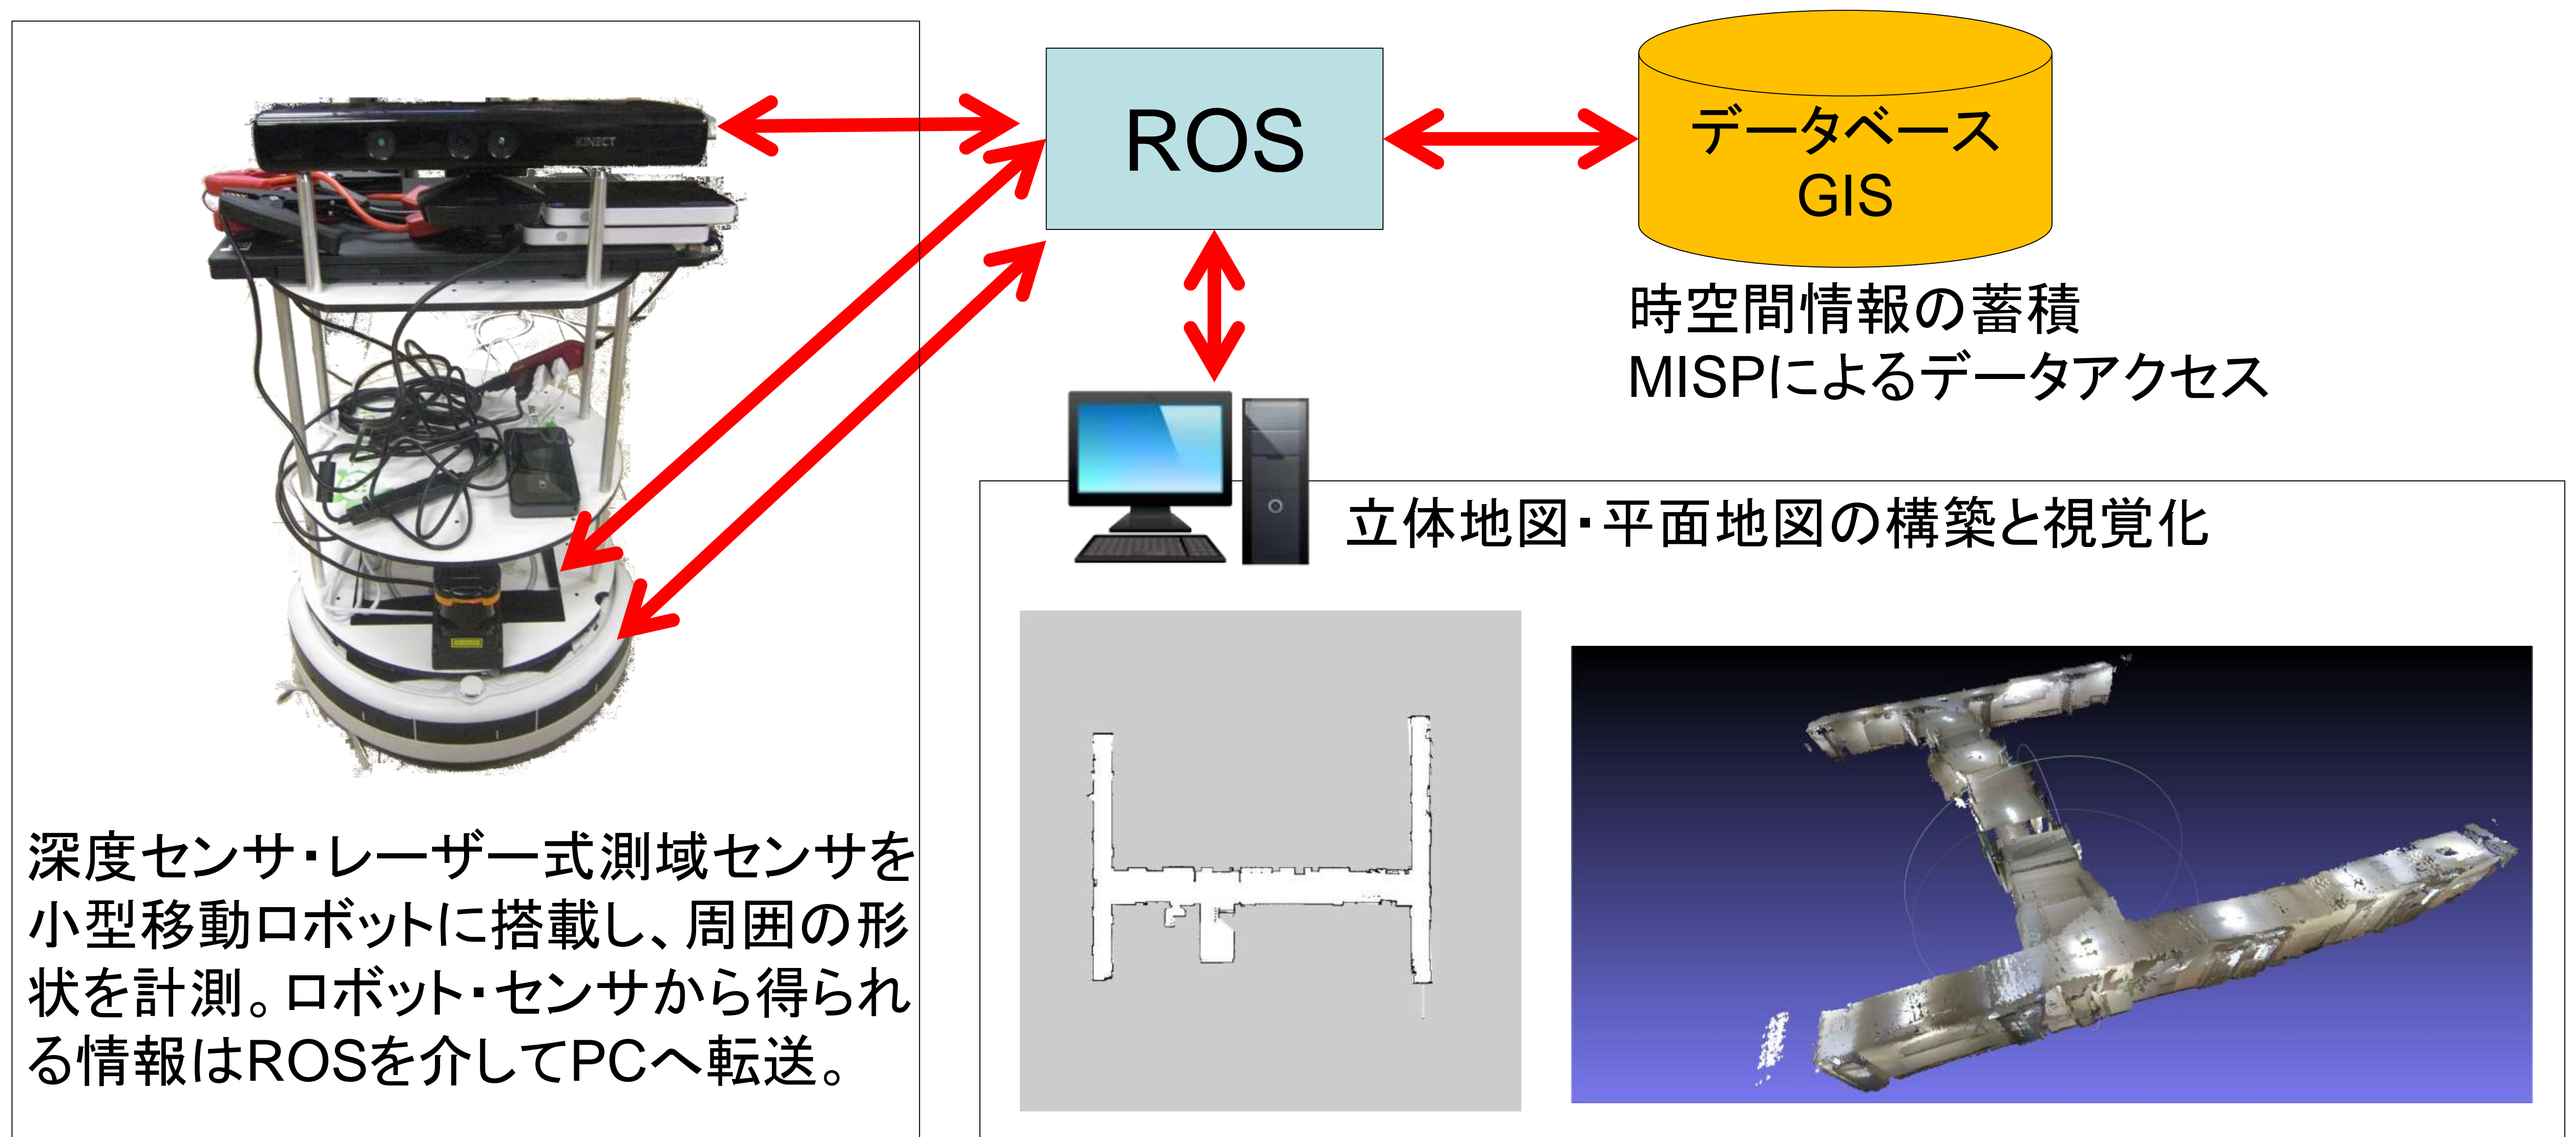 KINECT
ROS
データベース
GIS
時空間情報の蓄積
MISPによるデータアクセス
立体地図・平面地図の構築と視覚化
深度センサ・レーザー式測域センサを
小型移動ロボットに搭載し、周囲の形
状を計測。ロボット・センサから得られ
る情報はROSを介してPCへ転送。